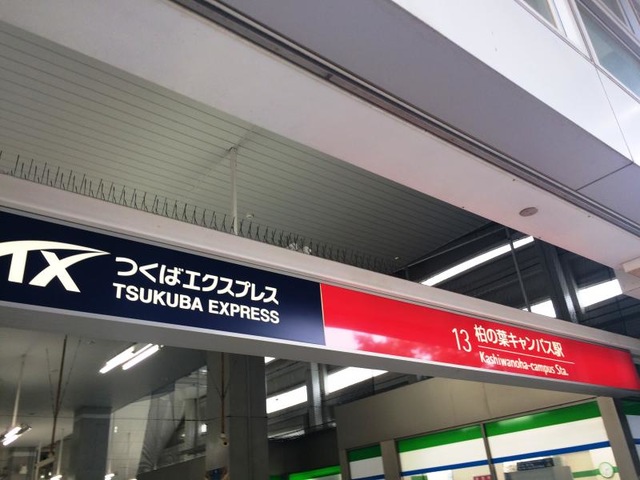 TX つくばエクスプレス
TSUKUBA EXPRESS
13 柏の葉キャンパス駅
Kashiwanoha-campus Sta.